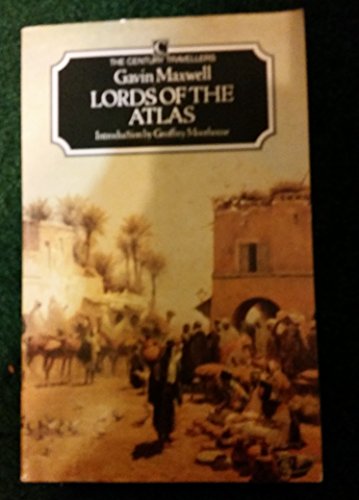 C
THE CENTURY TRAVELLERS
Gavin Maxwell
LORDS OF THE
ATLAS
Introduction by Geoffrey Moorhouse